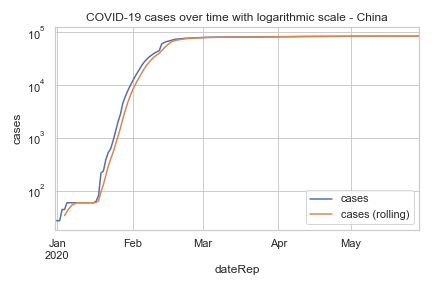 COVID-19 cases over time with logarithmic scale - China
10⁵
10⁴
10³
10²
cases
cases
cases (rolling)
Jan
2020
Feb
Mar
Apr
May
dateRep